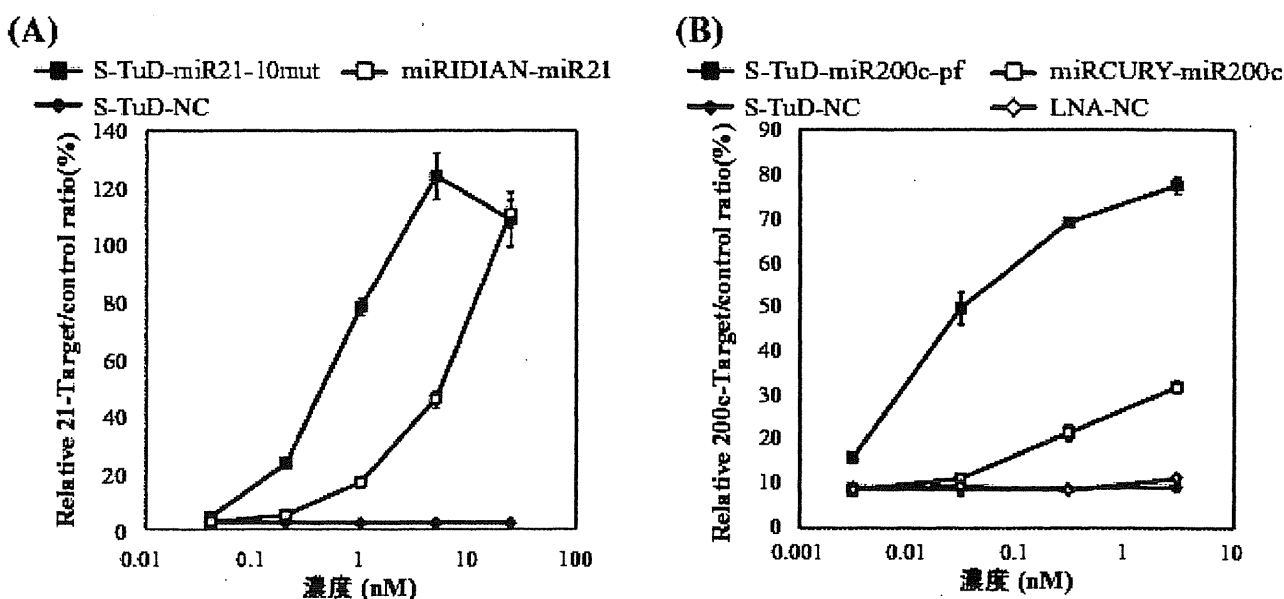 (A)
S-TuD-miR21-10mut miRIDIAN-miR21
S-TuD-NC
Relative 21-Target/control ratio(%)
140
120
100
80
60
40
20
0
0.01 0.1 1 10 100
濃度 (nM)
(B)
S-TuD-miR200c-pf miRCURY-miR200c
S-TuD-NC LNA-NC
Relative 200c-Target/control ratio(%)
90
80
70
60
50
40
30
20
10
0
0.001 0.01 0.1 1 10
濃度 (nM)